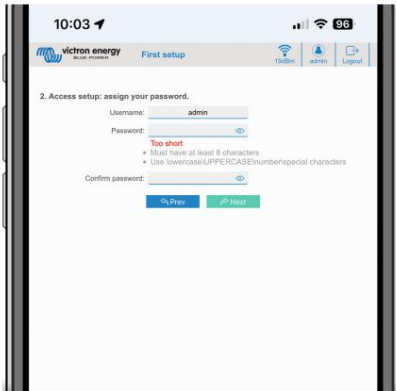 10:03
96
victron energy
BLUE POWER
First setup
19dBm
admin
Logout
2. Access setup: assign your password.
Username: admin
Password:
Too short
• Must have at least 8 characters
• Use lowercase\UPPERCASE\number\special characters
Confirm password:
Prev
Next